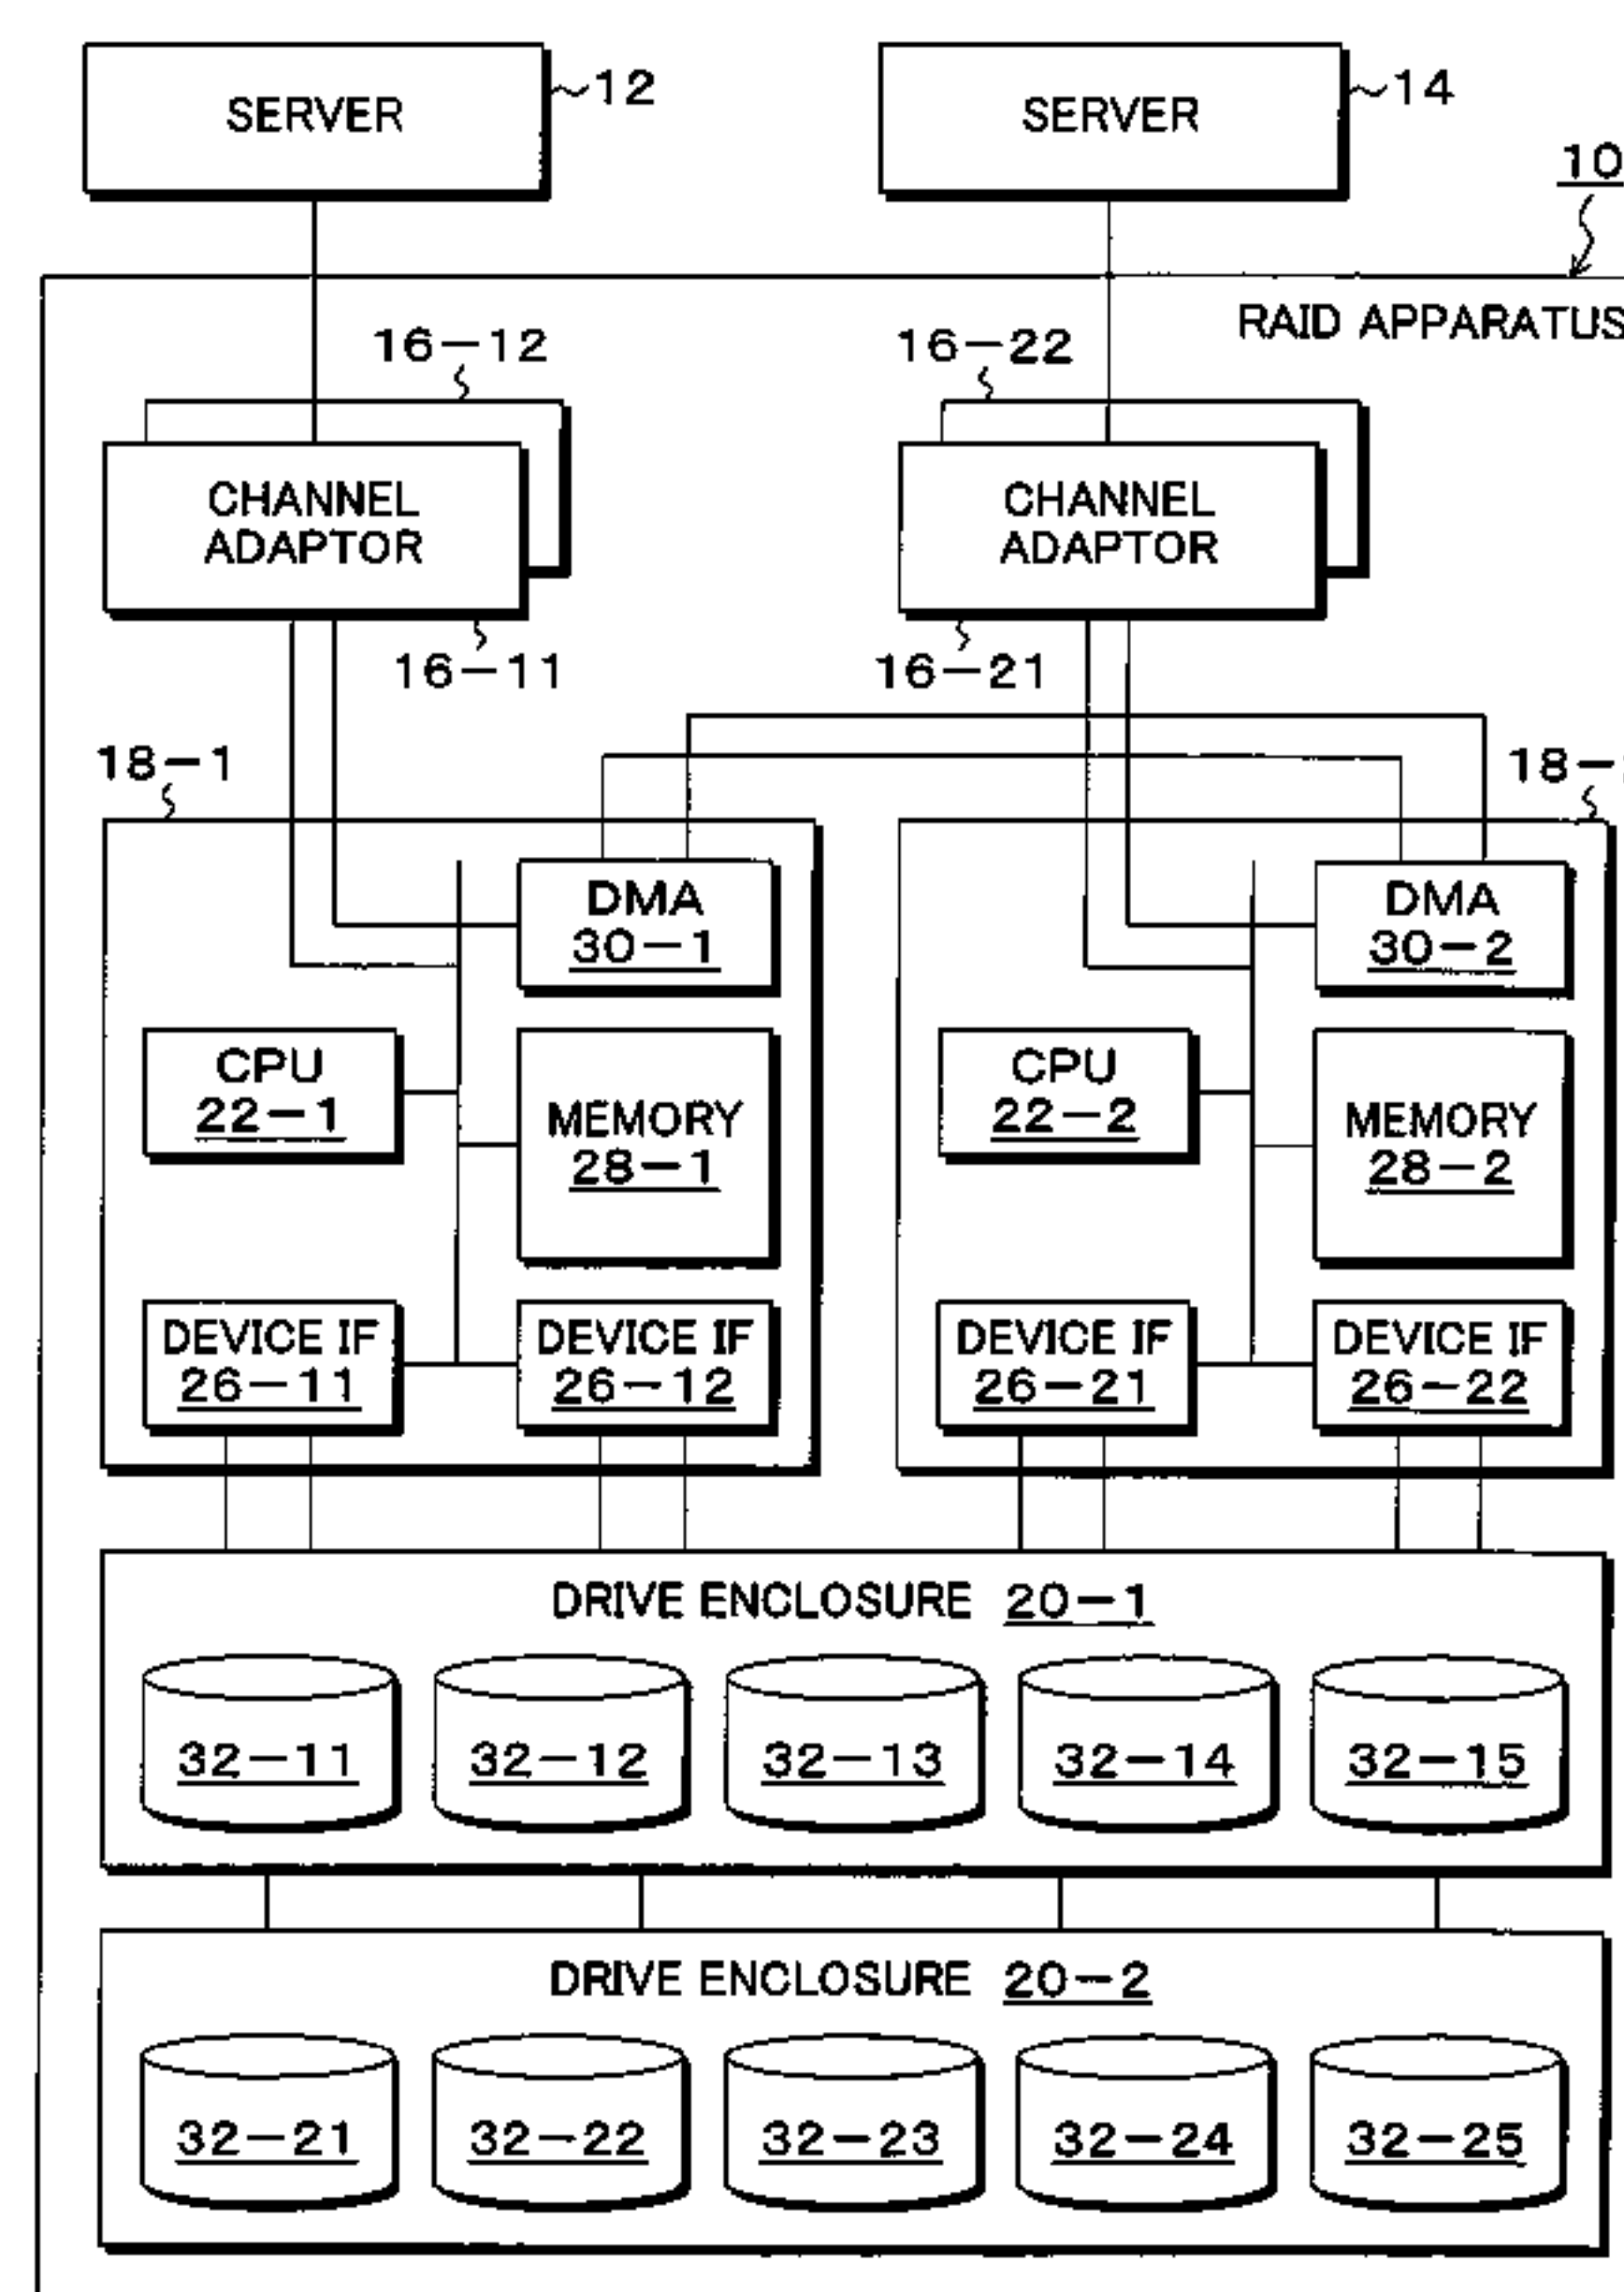 SERVER
12
SERVER
14
10
RAID APPARATUS
16-12
16-22
CHANNEL
ADAPTOR
CHANNEL
ADAPTOR
16-11
16-21
18-1
18-
DMA
30-1
DMA
30-2
CPU
22-1
MEMORY
28-1
CPU
22-2
MEMORY
28-2
DEVICE IF
26-11
DEVICE IF
26-12
DEVICE IF
26-21
DEVICE IF
26-22
DRIVE ENCLOSURE 20-1
32-11
32-12
32-13
32-14
32-15
DRIVE ENCLOSURE 20-2
32-21
32-22
32-23
32-24
32-25